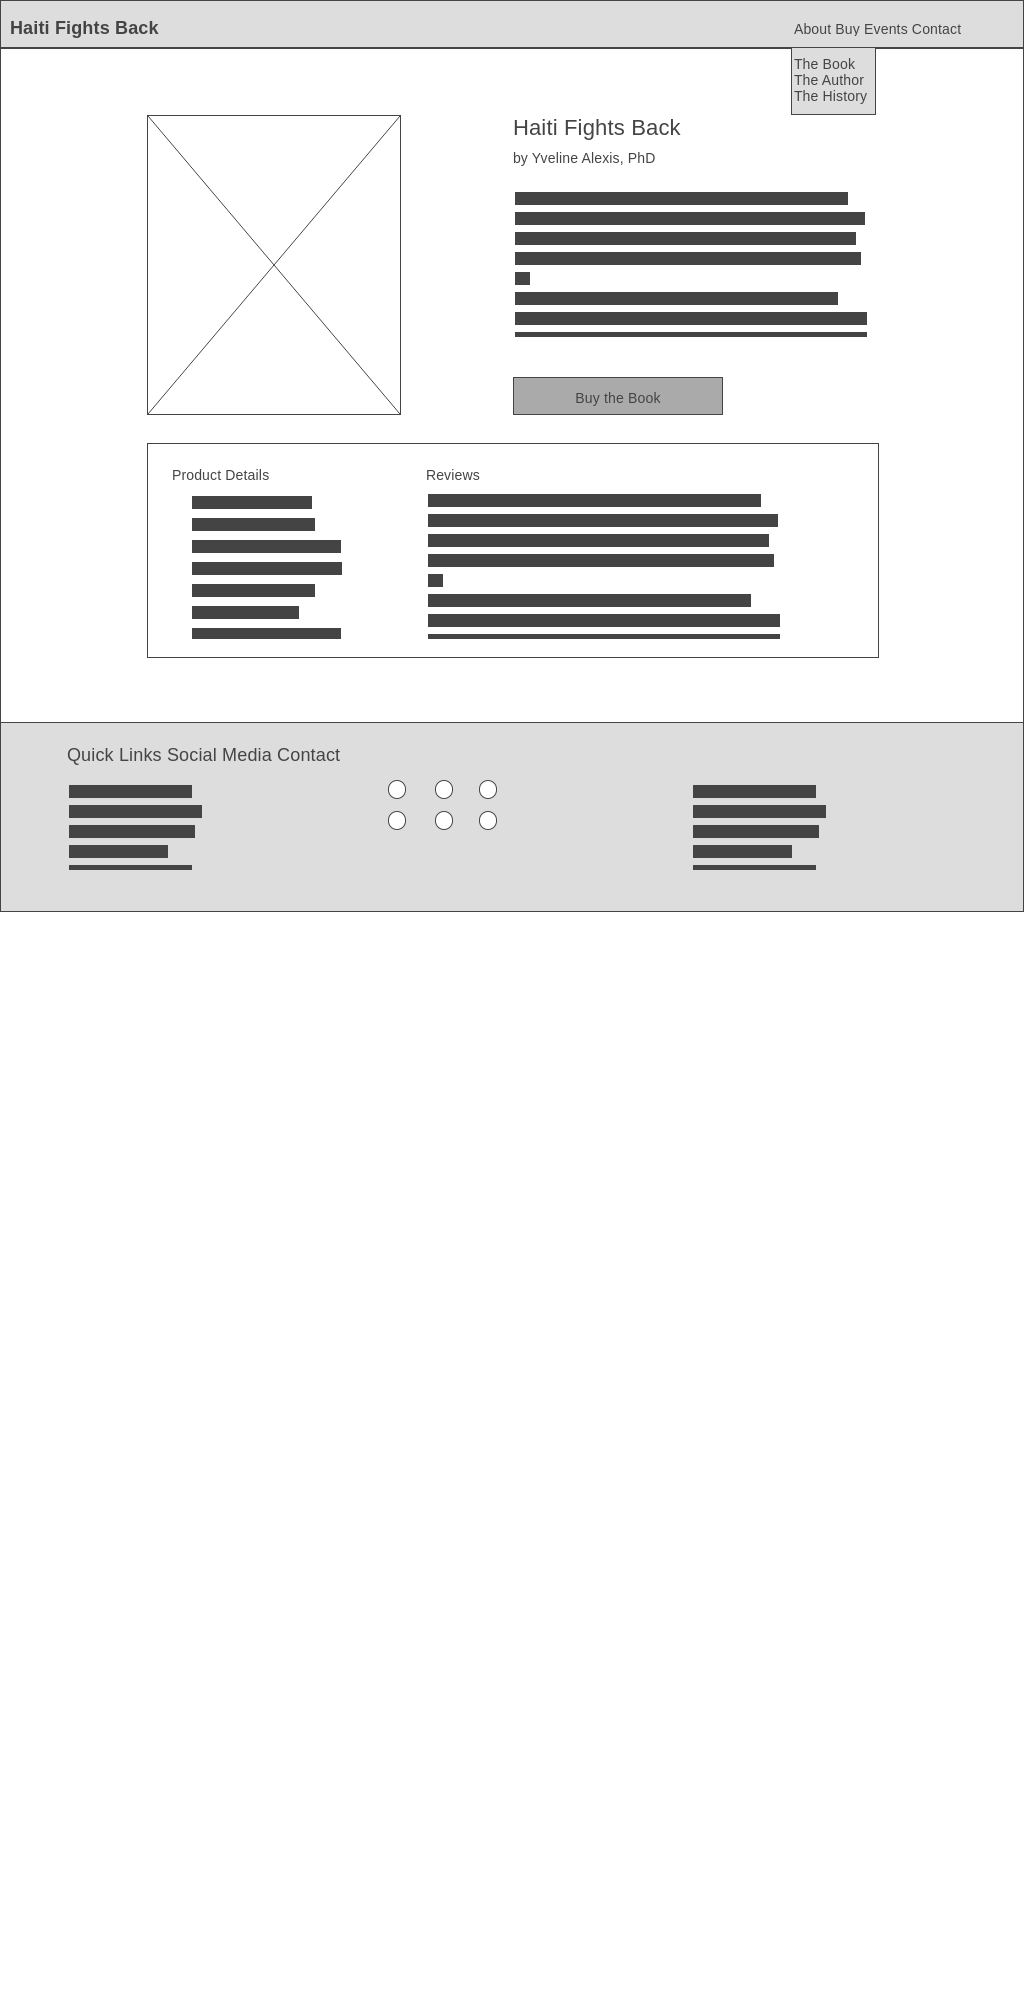 Haiti Fights Back
About Buy Events Contact
The Book
The Author
The History
Haiti Fights Back
by Yveline Alexis, PhD
Buy the Book
Product Details
Reviews
Quick Links Social Media Contact